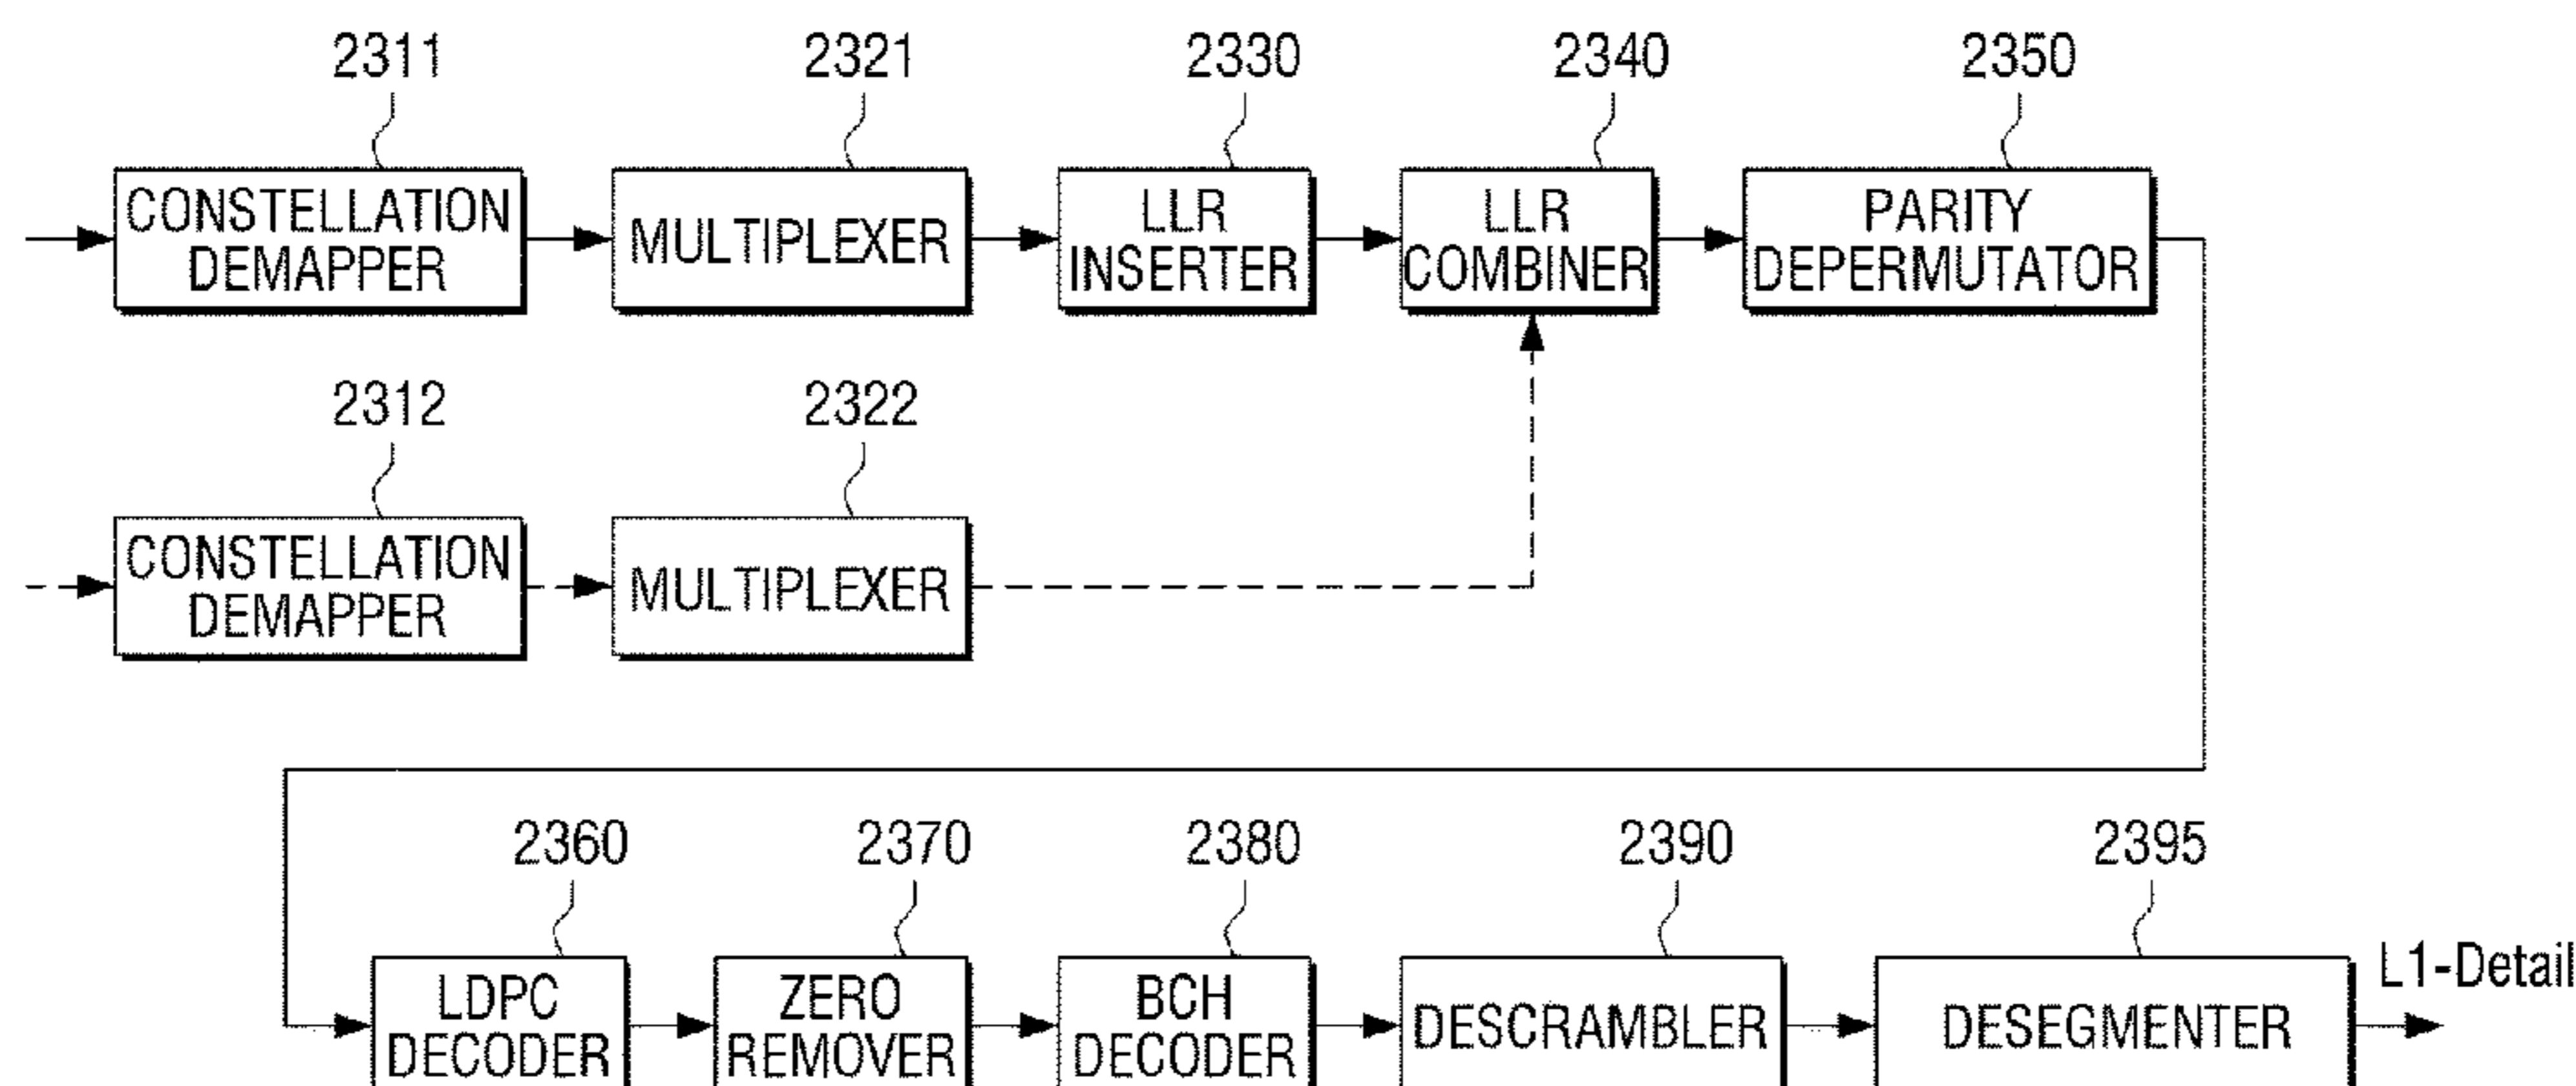 2311 2321 2330 2340 2350
CONSTELLATION DEMAPPER
MULTIPLEXER
LLR INSERTER
LLR COMBINER
PARITY DEPERMUTATOR
2312 2322
CONSTELLATION DEMAPPER
MULTIPLEXER
2360 2370 2380 2390 2395
LDPC DECODER
ZERO REMOVER
BCH DECODER
DESCRAMBLER
DESEGMENTER
L1-Detail